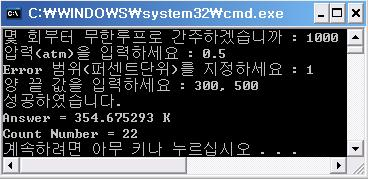 C:\WINDOWS\system32\cmd.exe
몇 회부터 무한루프로 간주하겠습니까 : 1000
압력(atm)을 입력하세요 : 0.5
Error 범위(퍼센트단위)를 지정하세요 : 1
양 끝 값을 입력하세요 : 300, 500
성공하였습니다.
Answer = 354.675293 K
Count Number = 22
계속하려면 아무 키나 누르십시오 . . .